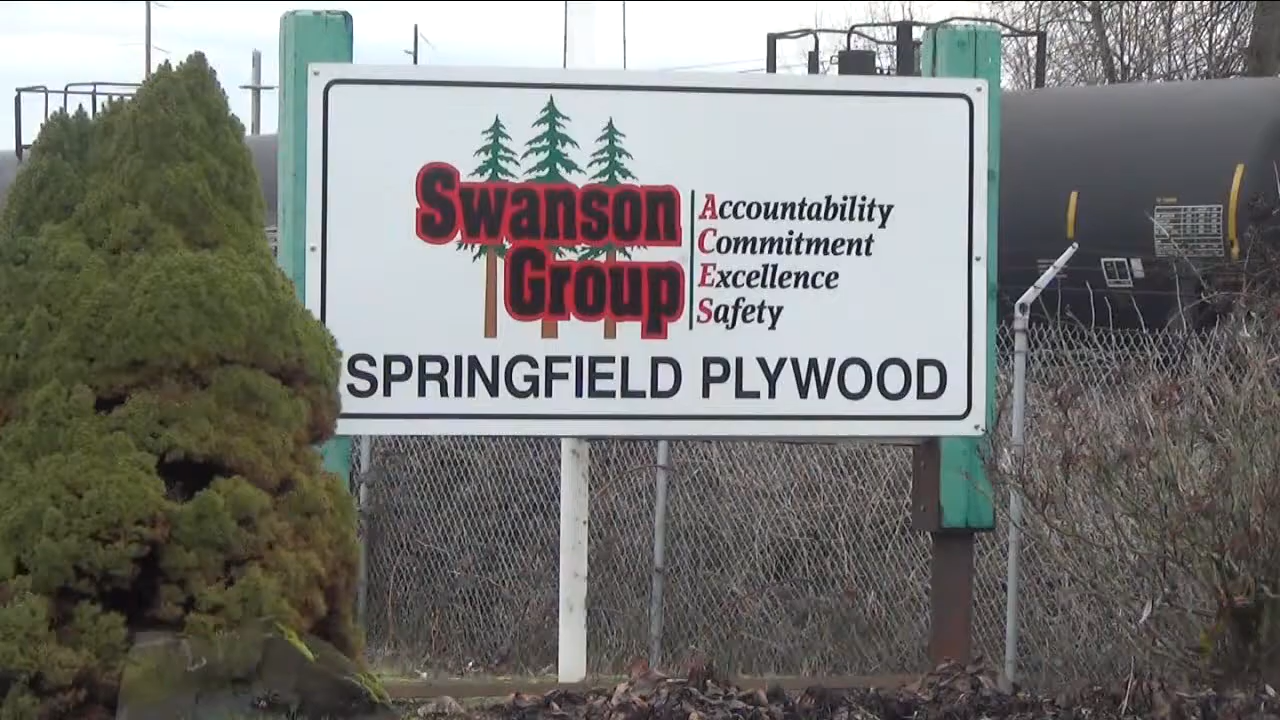 Swanson
Group
Accountability
Commitment
Excellence
Safety
SPRINGFIELD PLYWOOD